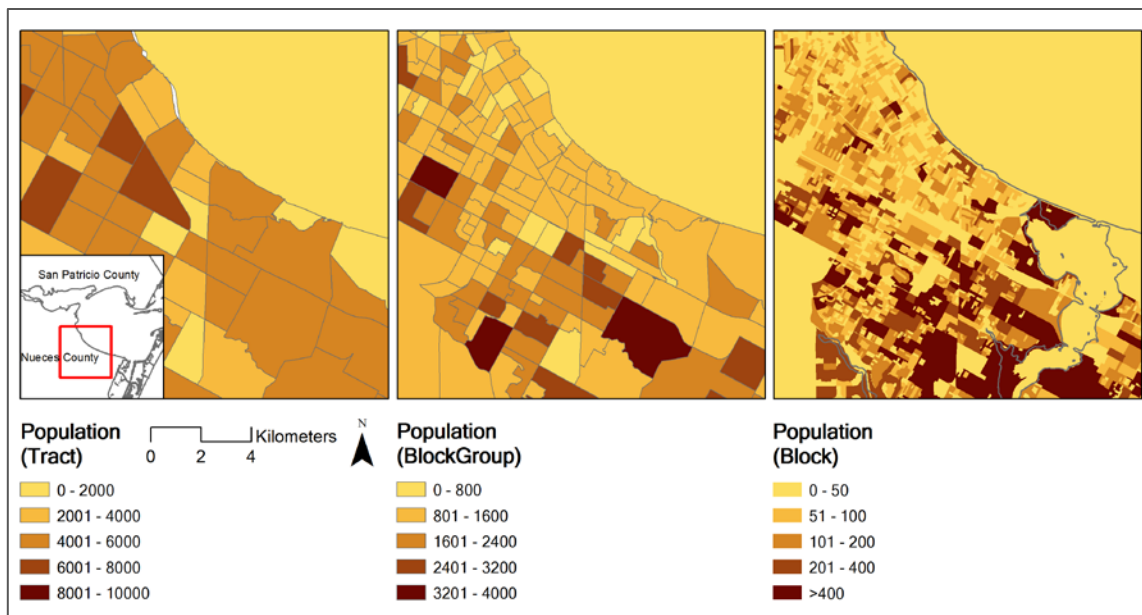 San Patricio County
Nueces County
Population
(Tract)
0 2 4
Kilometers
N
0 - 2000
2001 - 4000
4001 - 6000
6001 - 8000
8001 - 10000
Population
(BlockGroup)
0 - 800
801 - 1600
1601 - 2400
2401 - 3200
3201 - 4000
Population
(Block)
0 - 50
51 - 100
101 - 200
201 - 400
>400